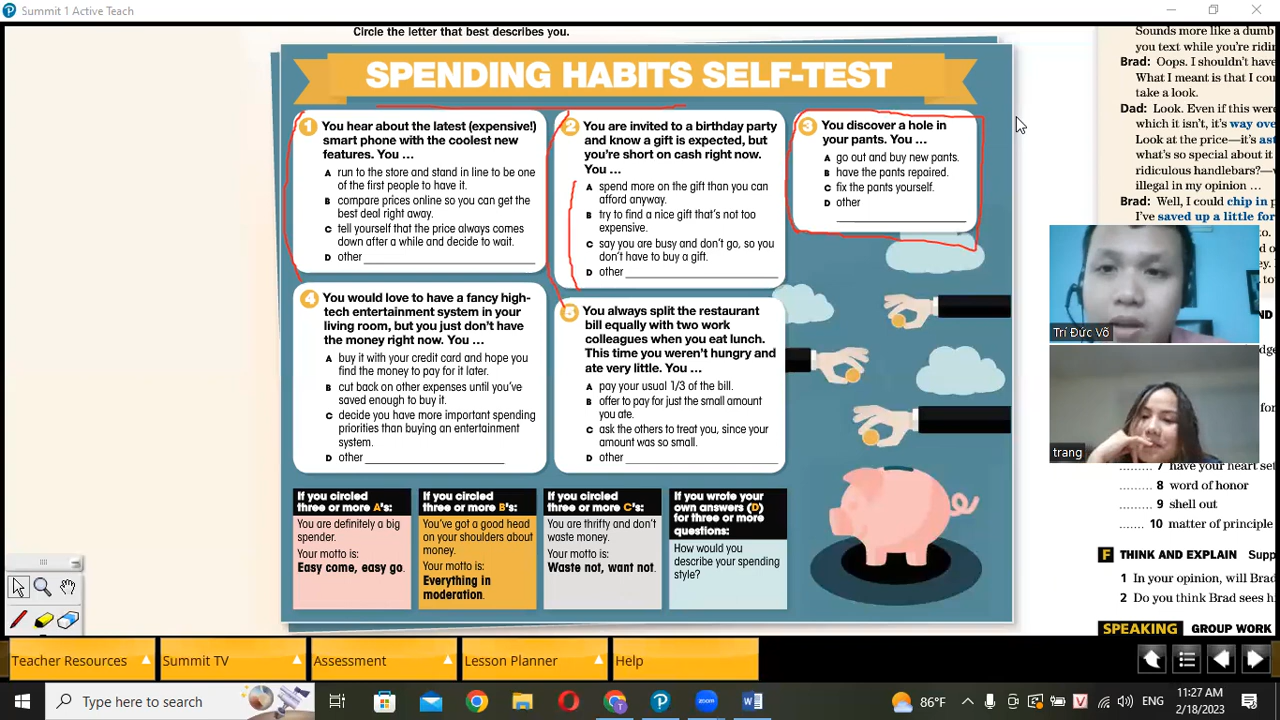 Summit 1 Active Teach
Circle the letter that best describes you.
SPENDING HABITS SELF-TEST
1 You hear about the latest (expensive!)
smart phone with the coolest new
features. You ...
A run to the store and stand in line to be one
of the first people to have it.
B compare prices online so you can get the
best deal right away.
C tell yourself that the price always comes
down after a while and decide to wait.
D other
2 You are invited to a birthday party
and know a gift is expected, but
you're short on cash right now.
You ...
A spend more on the gift than you can
afford anyway.
B try to find a nice gift that's not too
expensive.
C say you are busy and don't go, so you
don't have to buy a gift.
D other
3 You discover a hole in
your pants. You ...
A go out and buy new pants.
B have the pants repaired.
C fix the pants yourself.
D other
4 You would love to have a fancy high-
tech entertainment system in your
living room, but you just don't have
the money right now. You ...
A buy it with your credit card and hope you
find the money to pay for it later.
B cut back on other expenses until you've
saved enough to buy it.
C decide you have more important spending
priorities than buying an entertainment
system.
D other
5 You always split the restaurant
bill equally with two work
colleagues when you eat lunch.
This time you weren't hungry and
ate very little. You ...
A pay your usual 1/3 of the bill.
B offer to pay for just the small amount
you ate.
C ask the others to treat you, since your
amount was so small.
D other
If you circled
three or more A's:
You are definitely a big
spender.
Your motto is:
Easy come, easy go.
If you circled
three or more B's:
You've got a good head
on your shoulders about
money.
Your motto is:
Everything in
moderation.
If you circled
three or more C's:
You are thrifty and don't
waste money.
Your motto is:
Waste not, want not.
If you wrote your
own answers (D)
for three or more
questions:
How would you
describe your spending
style?
Sounds more like a dumb
you text while you're ridin
Brad: Oops. I shouldn't have
What I meant is that I cou
take a look.
Dad: Look. Even if this were
which it isn't, it's way over
Look at the price—it's ast
what's so special about it
ridiculous handlebars?—
illegal in my opinion ...
Brad: Well, I could chip in
I've saved up a little for
Trí Đức Võ
trang
7 have your heart set
8 word of honor
9 shell out
10 matter of principle
F THINK AND EXPLAIN Supp
1 In your opinion, will Brad
2 Do you think Brad sees h
SPEAKING GROUP WORK
Teacher Resources
Summit TV
Assessment
Lesson Planner
Help
Type here to search
86°F
ENG
11:27 AM
2/18/2023